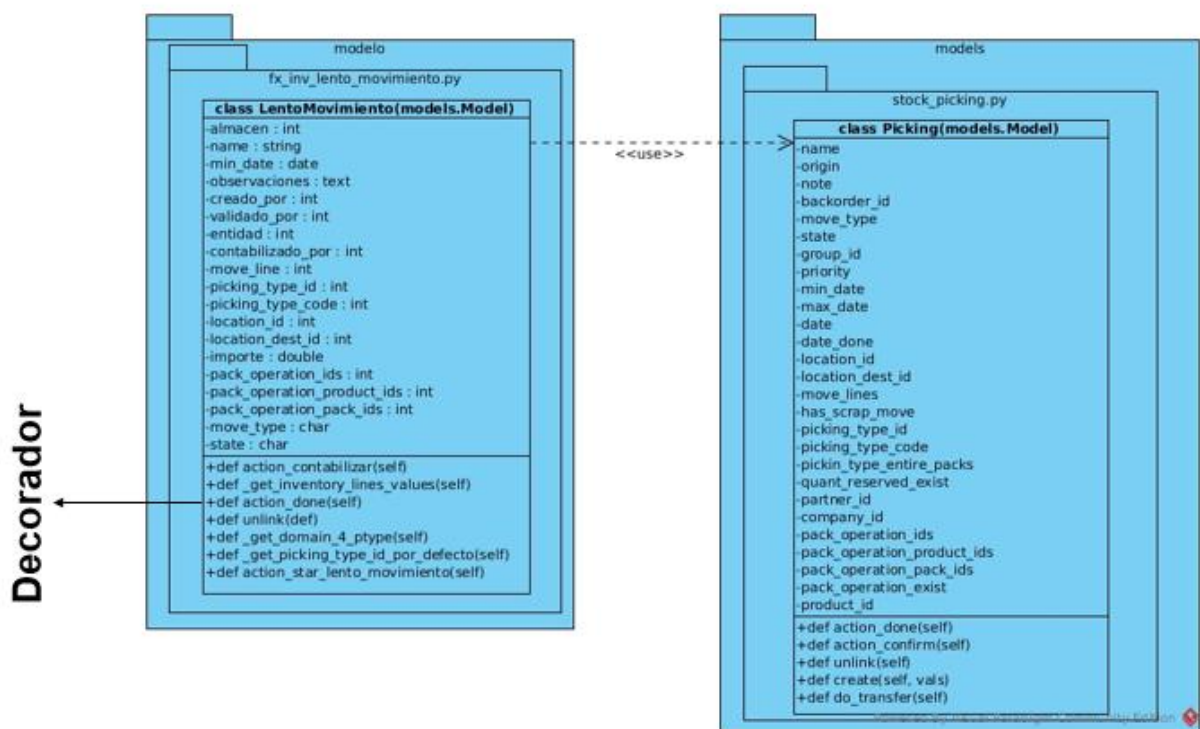 modelo
fx_inv_lento_movimiento.py
class LentoMovimiento(models.Model)
-almacen : int
-name : string
-min_date : date
-observaciones : text
-creado_por : int
-validado_por : int
-entidad : int
-contabilizado_por : int
-move_line : int
-picking_type_id : int
-picking_type_code : int
-location_id : int
-location_dest_id : int
-importe : double
-pack_operation_ids : int
-pack_operation_product_ids : int
-pack_operation_pack_ids : int
-move_type : char
-state : char
+def action_contabilizar(self)
+def _get_inventory_lines_values(self)
+def action_done(self)
+def unlink(def)
+def _get_domain_4_ptype(self)
+def _get_picking_type_id_por_defecto(self)
+def action_star_lento_movimiento(self)
Decorador
<<use>>
models
stock_picking.py
class Picking(models.Model)
-name
-origin
-note
-backorder_id
-move_type
-state
-group_id
-priority
-min_date
-max_date
-date
-date_done
-location_id
-location_dest_id
-move_lines
-has_scrap_move
-picking_type_id
-picking_type_code
-pickin_type_entire_packs
-quant_reserved_exist
-partner_id
-company_id
-pack_operation_ids
-pack_operation_product_ids
-pack_operation_pack_ids
-pack_operation_exist
-product_id
+def action_done(self)
+def action_confirm(self)
+def unlink(self)
+def create(self, vals)
+def do_transfer(self)
Powered By Visual Paradigm Community Edition